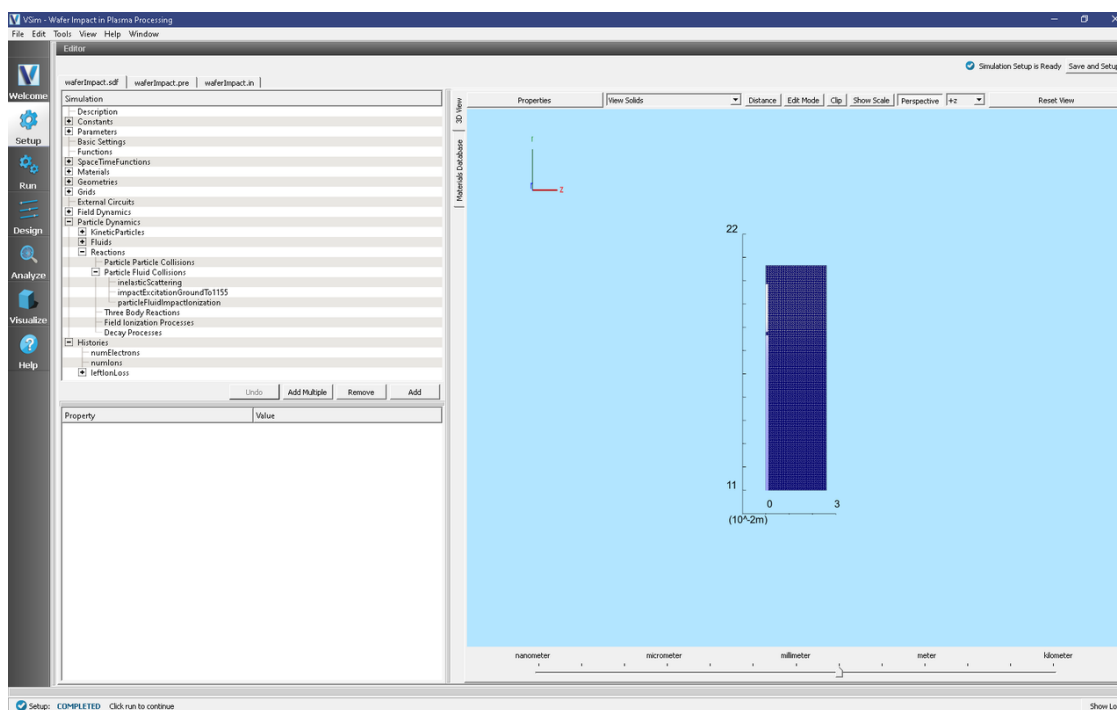 VSim - Wafer Impact in Plasma Processing
File Edit Tools View Help Window
Editor
Simulation Setup is Ready Save and Setup
Welcome
Setup
Run
Design
Analyze
Visualize
Help
waferImpact.sdf waferImpact.pre waferImpact.in
Simulation
Description
Constants
Parameters
Basic Settings
Functions
SpaceTimeFunctions
Materials
Geometries
Grids
External Circuits
Field Dynamics
Particle Dynamics
KineticParticles
Fluids
Reactions
Particle Particle Collisions
Particle Fluid Collisions
inelasticScattering
impactExcitationGroundTo1155
particleFluidImpactIonization
Three Body Reactions
Field Ionization Processes
Decay Processes
Histories
numElectrons
numIons
leftIonLoss
Undo Add Multiple Remove Add
Property Value
3D View
Materials Database
Properties View Solids Distance Edit Mode Clip Show Scale Perspective +z Reset View
z
22
11
0 3
(10^-2m)
nanometer micrometer millimeter meter kilometer
Setup: COMPLETED Click run to continue
Show Lo